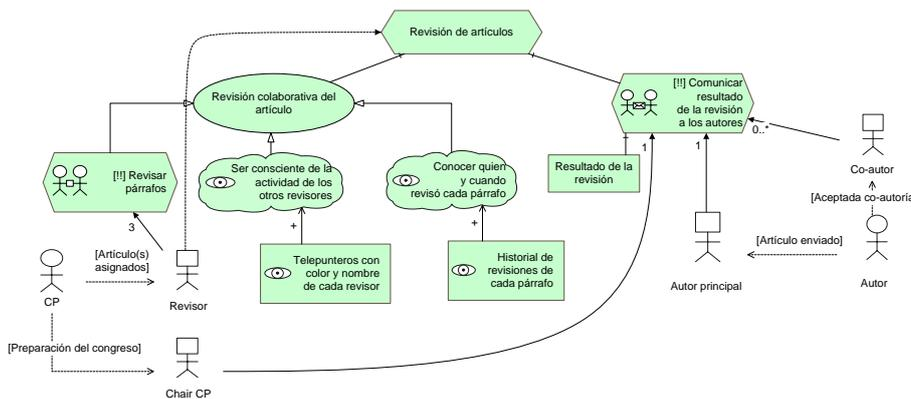 Revisión de artículos
Revisión colaborativa del
artículo
[!!] Comunicar
resultado
de la revisión
a los autores
0..*
Co-autor
[!!] Revisar
párrafos
Ser consciente de la
actividad de los
otros revisores
Conocer quien
y cuando
revisó cada párrafo
Resultado de la
revisión
1
1
+
+
3
[Aceptada co-autoría
[Artículo(s)
asignados]
[Artículo enviado]
Telepunteros con
color y nombre
de cada revisor
Historial de
revisiones de
cada párrafo
CP
Revisor
Autor principal
Autor
[Preparación del congreso]
Chair CP